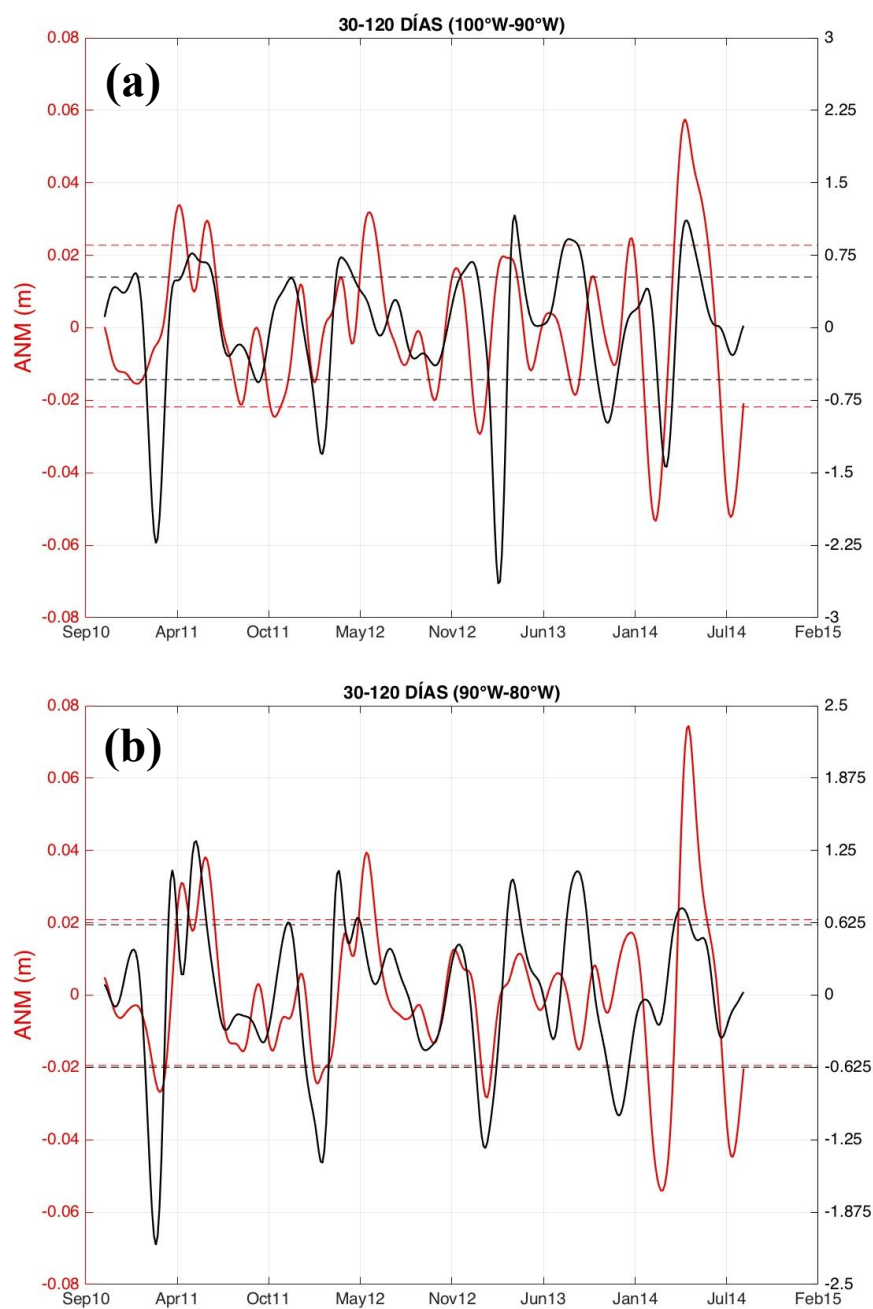 30-120 DÍAS (100°W-90°W)
(a)
0.08 3
0.06 2.25
0.04 1.5
0.02 0.75
0 0
-0.02 -0.75
-0.04 -1.5
-0.06 -2.25
-0.08 -3
ANM (m)
Sep10 Apr11 Oct11 May12 Nov12 Jun13 Jan14 Jul14 Feb15
30-120 DÍAS (90°W-80°W)
(b)
0.08 2.5
0.06 1.875
0.04 1.25
0.02 0.625
0 0
-0.02 -0.625
-0.04 -1.25
-0.06 -1.875
-0.08 -2.5
ANM (m)
Sep10 Apr11 Oct11 May12 Nov12 Jun13 Jan14 Jul14 Feb15